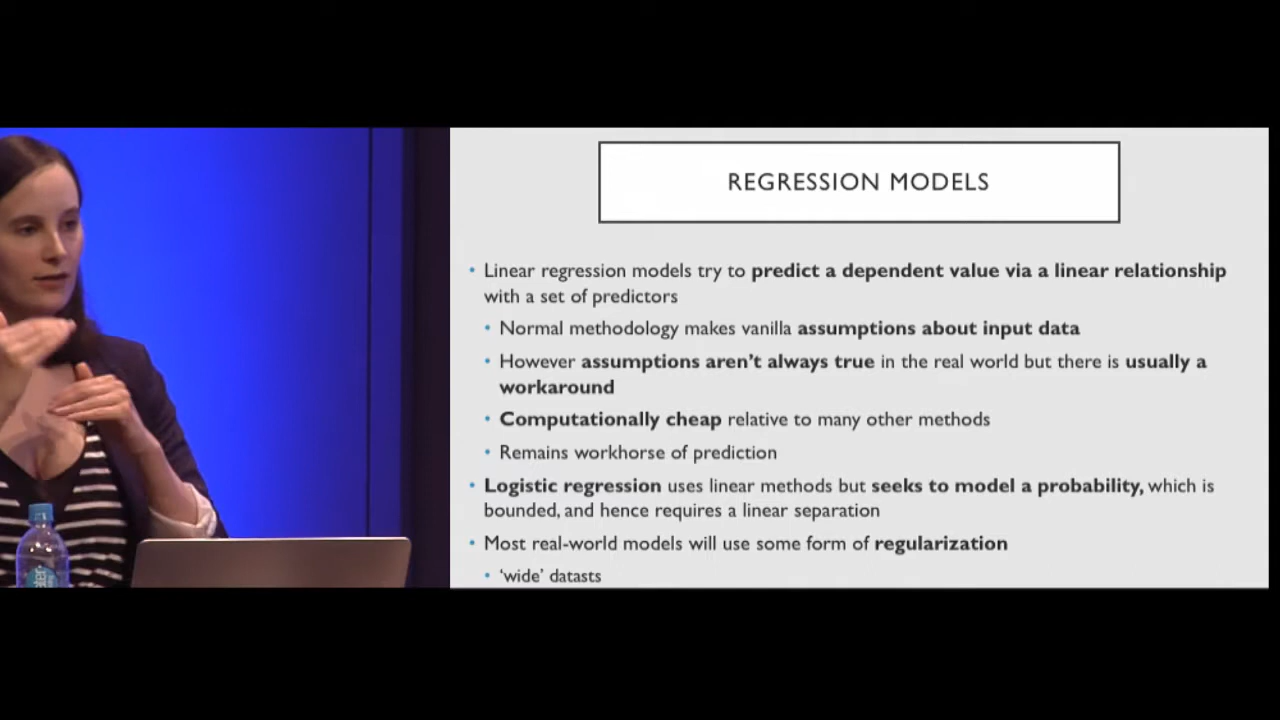 REGRESSION MODELS
• Linear regression models try to predict a dependent value via a linear relationship
with a set of predictors
• Normal methodology makes vanilla assumptions about input data
• However assumptions aren't always true in the real world but there is usually a
workaround
• Computationally cheap relative to many other methods
• Remains workhorse of prediction
• Logistic regression uses linear methods but seeks to model a probability, which is
bounded, and hence requires a linear separation
• Most real-world models will use some form of regularization
• 'wide' datasts